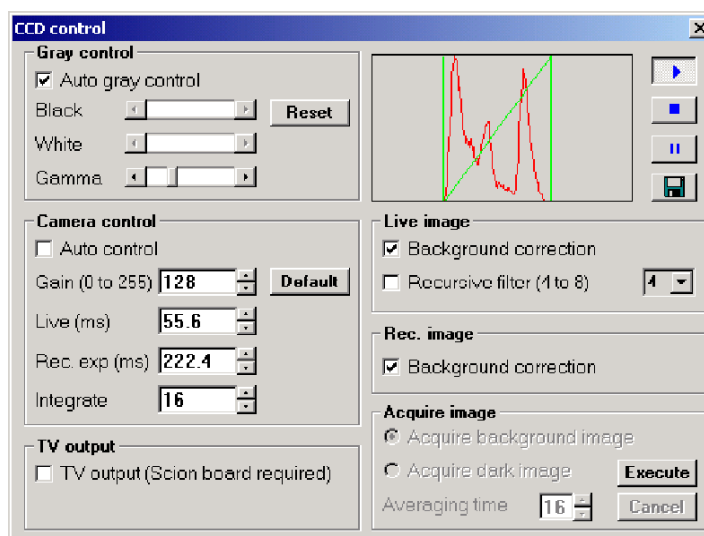 CCD control
Gray control
Auto gray control
Black
Reset
White
Gamma
Camera control
Auto control
Gain (0 to 255) 128 Default
Live (ms) 55.6
Rec. exp (ms) 222.4
Integrate 16
TV output
TV output (Scion board required)
Live image
Background correction
Recursive filter (4 to 8) 4
Rec. image
Background correction
Acquire image
Acquire background image
Acquire dark image Execute
Averaging time 16 Cancel